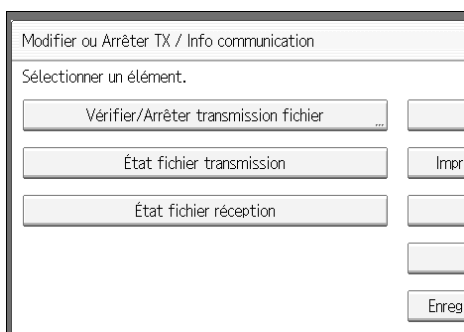 Modifier ou Arrêter TX / Info communication
Sélectionner un élément.
Vérifier/Arrêter transmission fichier
État fichier transmission
Impr
État fichier réception
Enreg